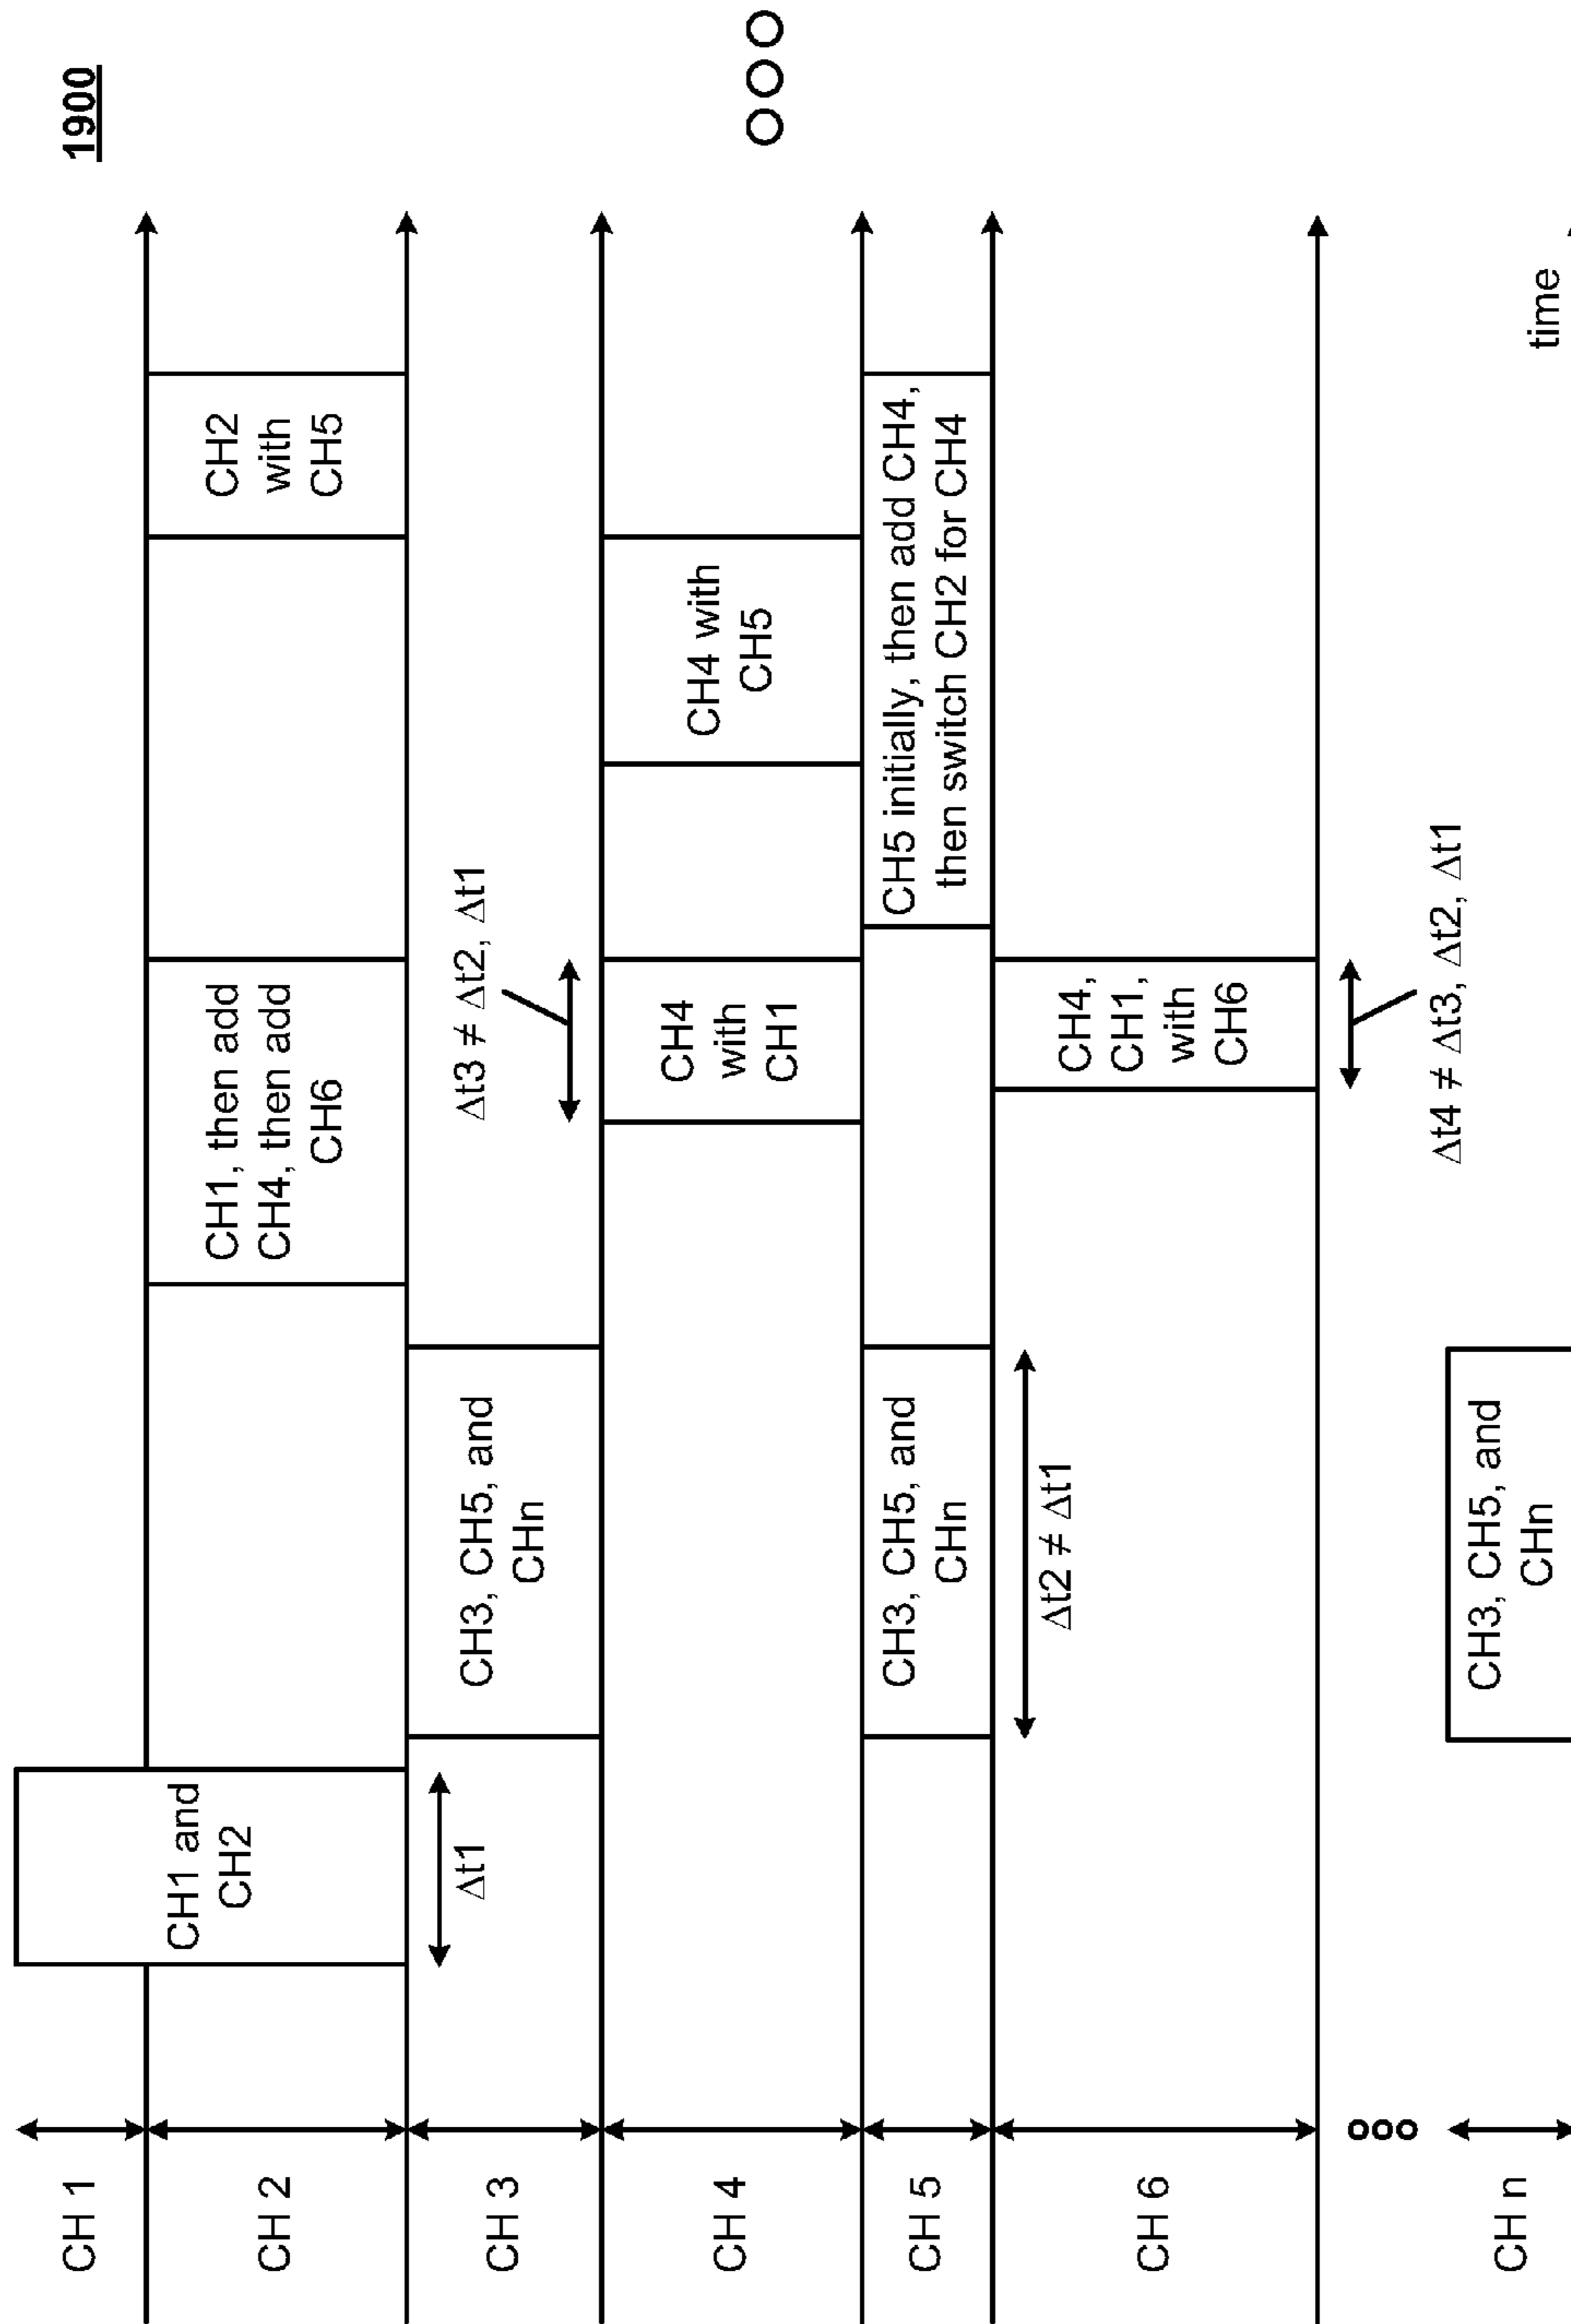 1900
CH 1
CH1 and
CH2
CH 2
CH1, then add
CH4, then add
CH6
CH2
with
CH5
CH 3
Δt1
CH3, CH5, and
CHn
Δt3 ≠ Δt2, Δt1
CH 4
CH4
with
CH1
CH4 with
CH5
CH 5
CH3, CH5, and
CHn
CH5 initially, then add CH4,
then switch CH2 for CH4
CH 6
Δt2 ≠ Δt1
CH4,
CH1,
with
CH6
Δt4 ≠ Δt3, Δt2, Δt1
CH n
CH3, CH5, and
CHn
time